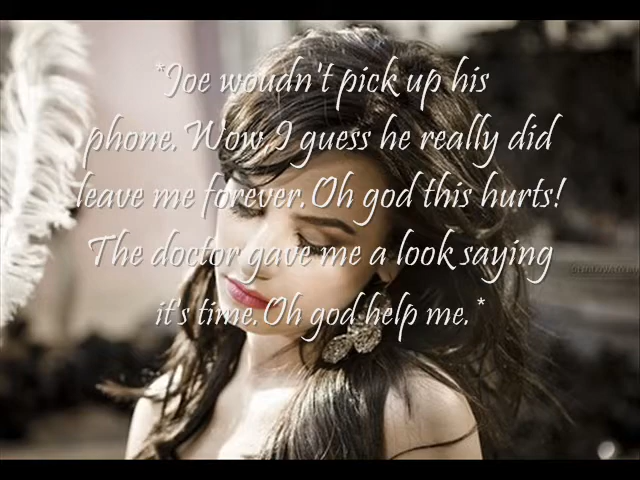 *Joe woudn't pick up his
phone. Wow,I guess he really did
leave me forever.Oh god this hurts!
The doctor gave me a look saying
it's time.Oh god help me.*